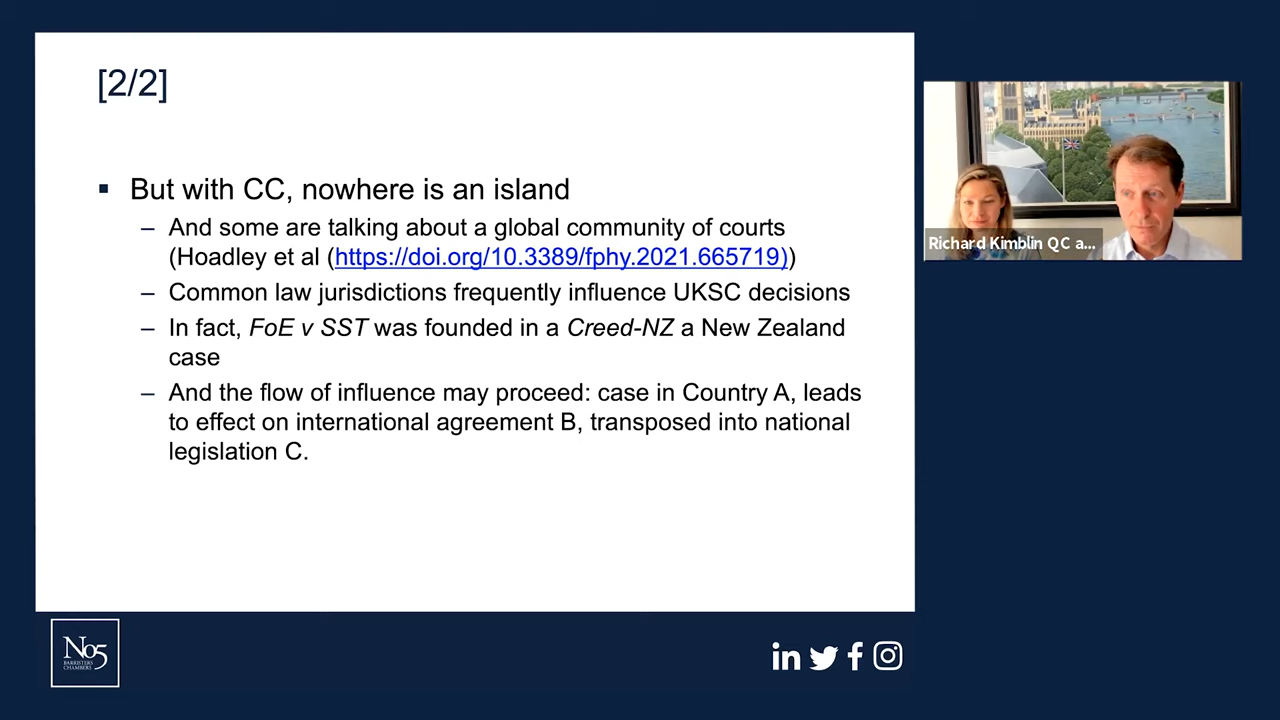 [2/2]
But with CC, nowhere is an island
– And some are talking about a global community of courts
(Hoadley et al (https://doi.org/10.3389/fphy.2021.665719))
– Common law jurisdictions frequently influence UKSC decisions
– In fact, FoE v SST was founded in a Creed-NZ a New Zealand
case
– And the flow of influence may proceed: case in Country A, leads
to effect on international agreement B, transposed into national
legislation C.
Richard Kimblin QC a...
No5
BARRISTERS
CHAMBERS